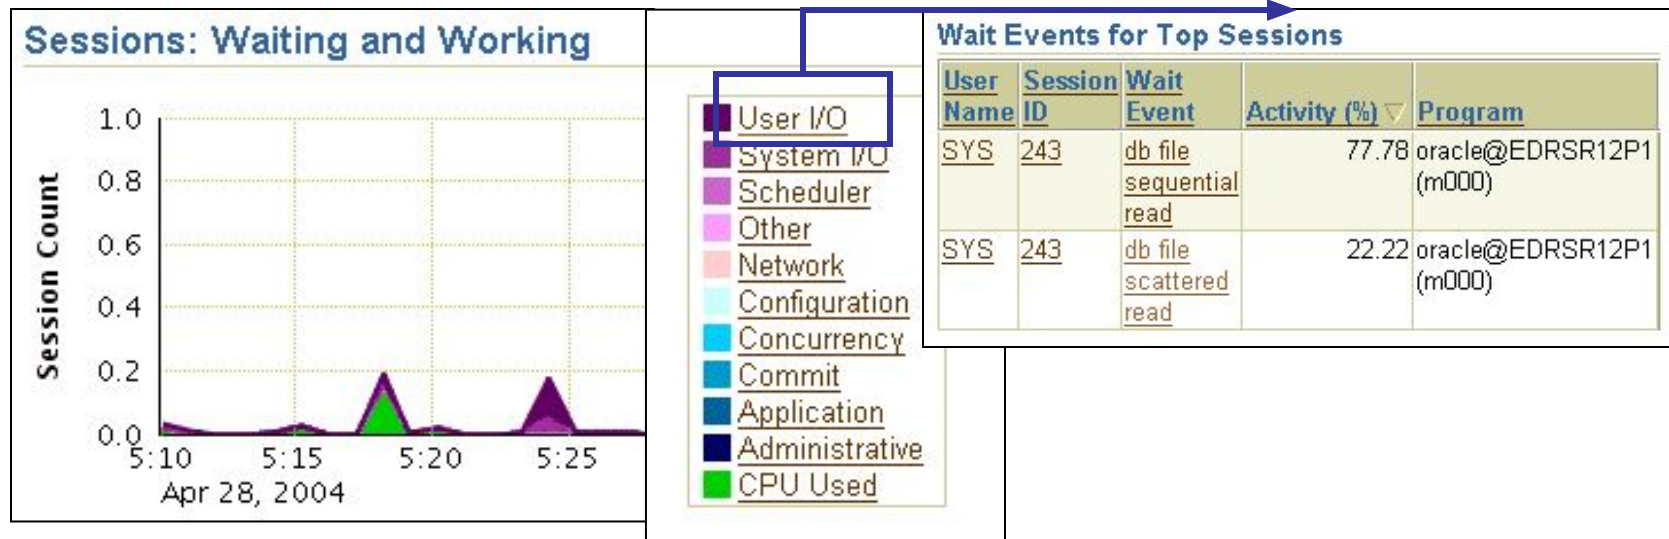 Sessions: Waiting and Working
1.0
0.8
0.6
0.4
0.2
0.0
Session Count
5:10 5:15 5:20 5:25
Apr 28, 2004
User I/O
System I/O
Scheduler
Other
Network
Configuration
Concurrency
Commit
Application
Administrative
CPU Used
Wait Events for Top Sessions
User Session Wait
Name ID Event Activity (%) Program
SYS 243 db file 77.78 oracle@EDRSR12P1
sequential (m000)
read
SYS 243 db file 22.22 oracle@EDRSR12P1
scattered (m000)
read